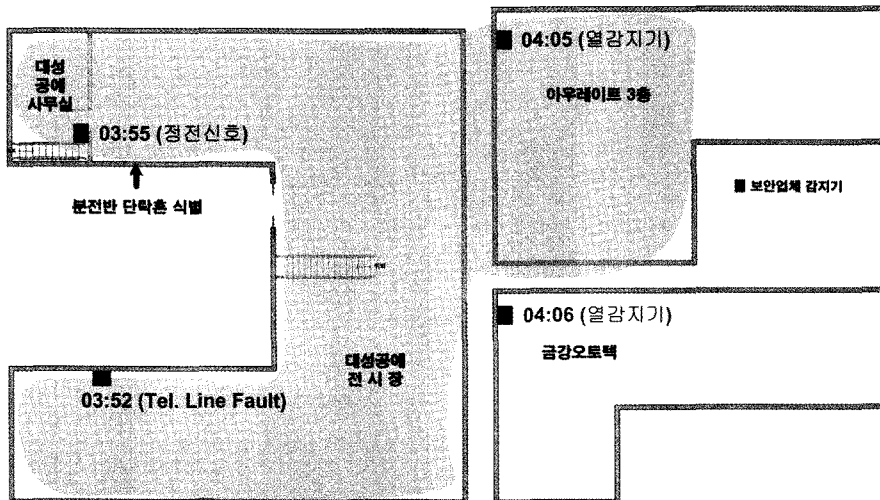 대성
공예
사무실
03:55 (정전신호)
분전반 단락흔 식별
대성공예
전 시 장
03:52 (Tel. Line Fault)
04:05 (열감지기)
아우레이트 3층
보안업체 감지기
04:06 (열감지기)
금강오토텍